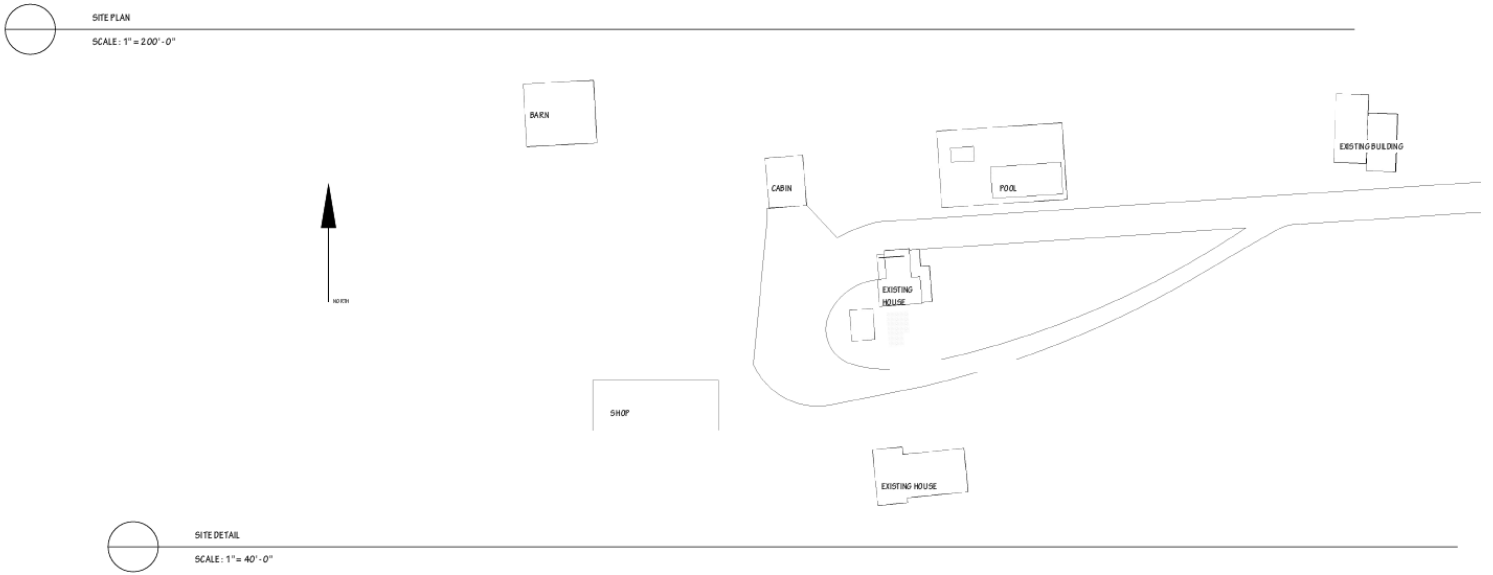 SITE PLAN
SCALE: 1" = 200'-0"
BARN
EXISTING BUILDING
CABIN
POOL
EXISTING
HOUSE
NORTH
SHOP
EXISTING HOUSE
SITE DETAIL
SCALE: 1" = 40'-0"